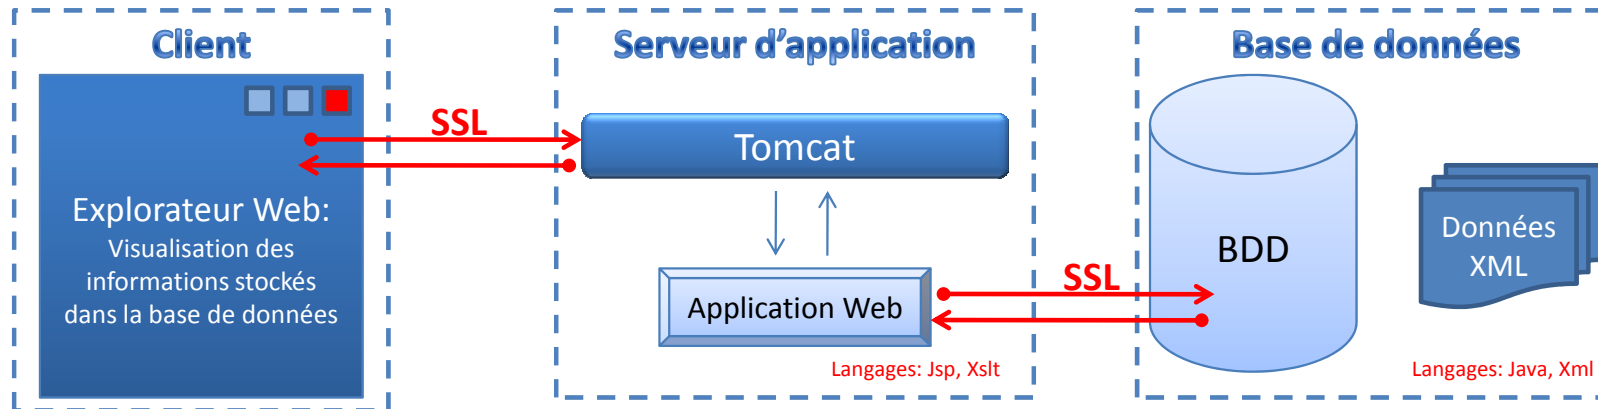 Client
SSL
Explorateur Web:
Visualisation des
informations stockés
dans la base de données
Serveur d'application
Tomcat
Application Web
Langages: Jsp, Xslt
SSL
Base de données
BDD
Données
XML
Langages: Java, Xml